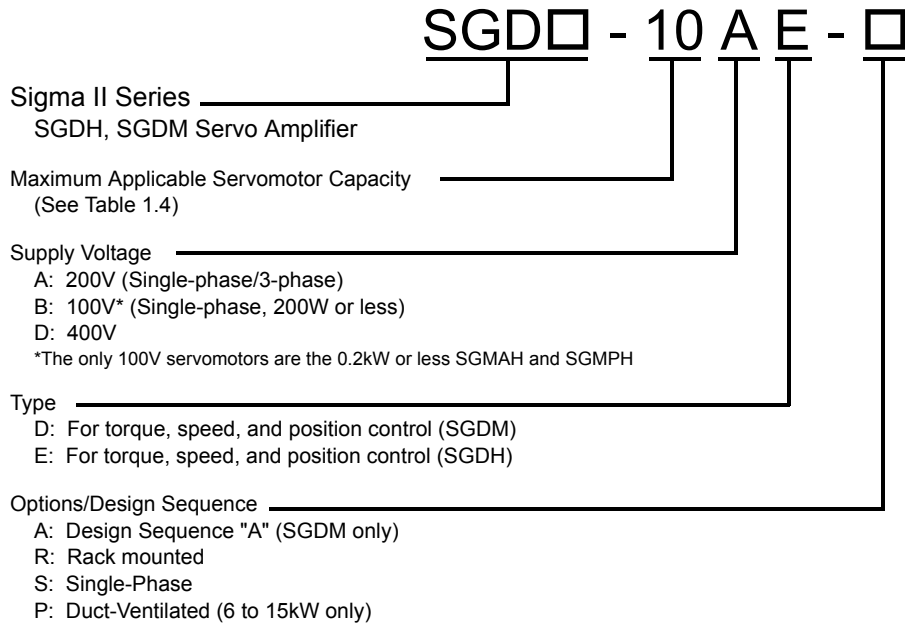 SGD□ - 10 A E - □
Sigma II Series
SGDH, SGDM Servo Amplifier
Maximum Applicable Servomotor Capacity
(See Table 1.4)
Supply Voltage
A: 200V (Single-phase/3-phase)
B: 100V* (Single-phase, 200W or less)
D: 400V
*The only 100V servomotors are the 0.2kW or less SGMAH and SGMPH
Type
D: For torque, speed, and position control (SGDM)
E: For torque, speed, and position control (SGDH)
Options/Design Sequence
A: Design Sequence "A" (SGDM only)
R: Rack mounted
S: Single-Phase
P: Duct-Ventilated (6 to 15kW only)